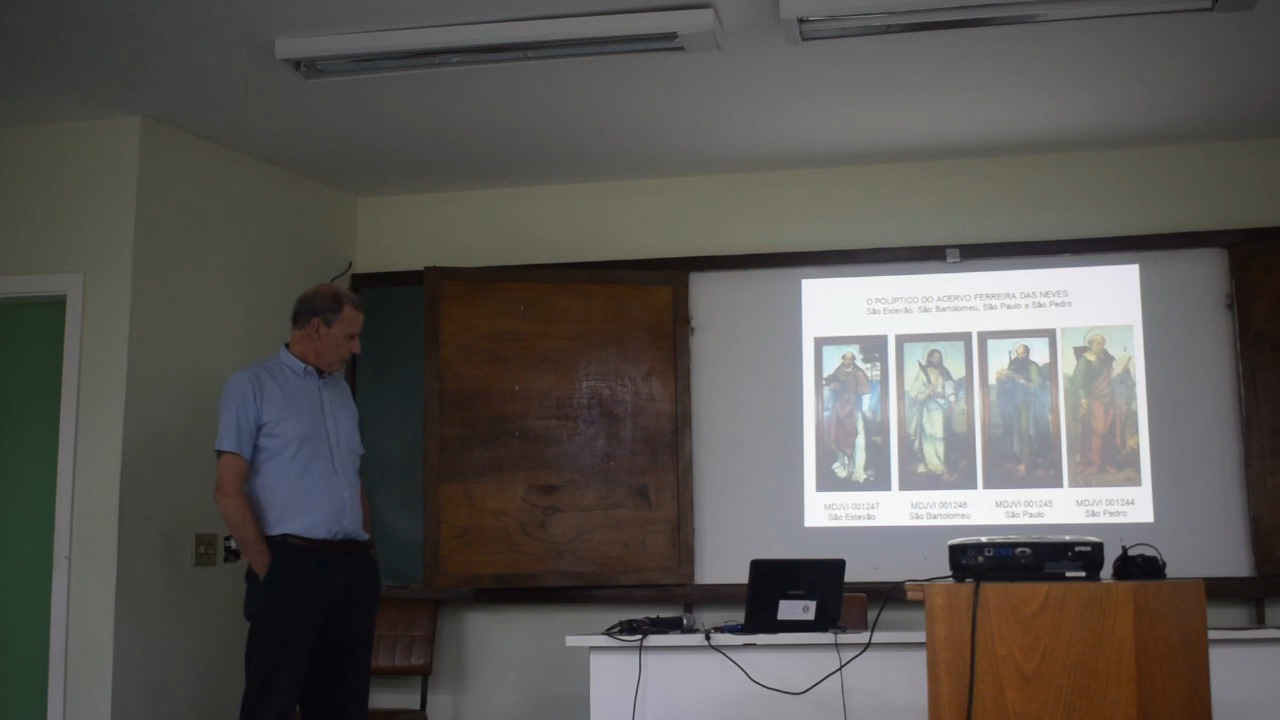 O POLÍPTICO DO ACERVO FERREIRA DAS NEVES
São Estevão, São Bartolomeu, São Paulo e São Pedro
MDJVI 001247
São Estevão
MDJVI 001246
São Bartolomeu
MDJVI 001245
São Paulo
MDJVI 001244
São Pedro
EPSON